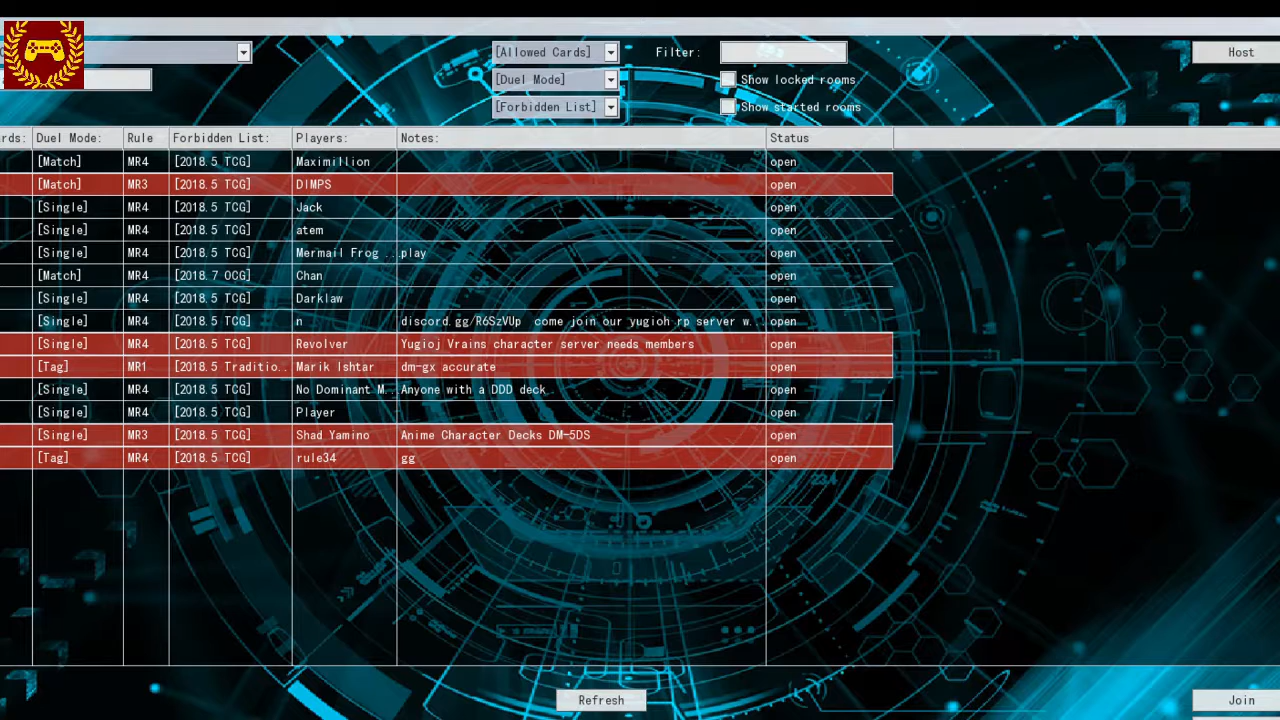 [Allowed Cards] Filter: Host
[Duel Mode] Show locked rooms
[Forbidden List] Show started rooms
rds: Duel Mode: Rule Forbidden List: Players: Notes: Status
[Match] MR4 [2018.5 TCG] Maximillion open
[Match] MR3 [2018.5 TCG] DIMPS open
[Single] MR4 [2018.5 TCG] Jack open
[Single] MR4 [2018.5 TCG] atem open
[Single] MR4 [2018.5 TCG] Mermail Frog ... play open
[Match] MR4 [2018.7 OCG] Chan open
[Single] MR4 [2018.5 TCG] Darklaw open
[Single] MR4 [2018.5 TCG] n discord.gg/R6SzVUp come join our yugioh rp server w... open
[Single] MR4 [2018.5 TCG] Revolver Yugioj Vrains character server needs members open
[Tag] MR1 [2018.5 Traditio... Marik Ishtar dm-gx accurate open
[Single] MR4 [2018.5 TCG] No Dominant M... Anyone with a DDD deck open
[Single] MR4 [2018.5 TCG] Player open
[Single] MR3 [2018.5 TCG] Shad Yamino Anime Character Decks DM-5DS open
[Tag] MR4 [2018.5 TCG] rule34 gg open
Refresh Join